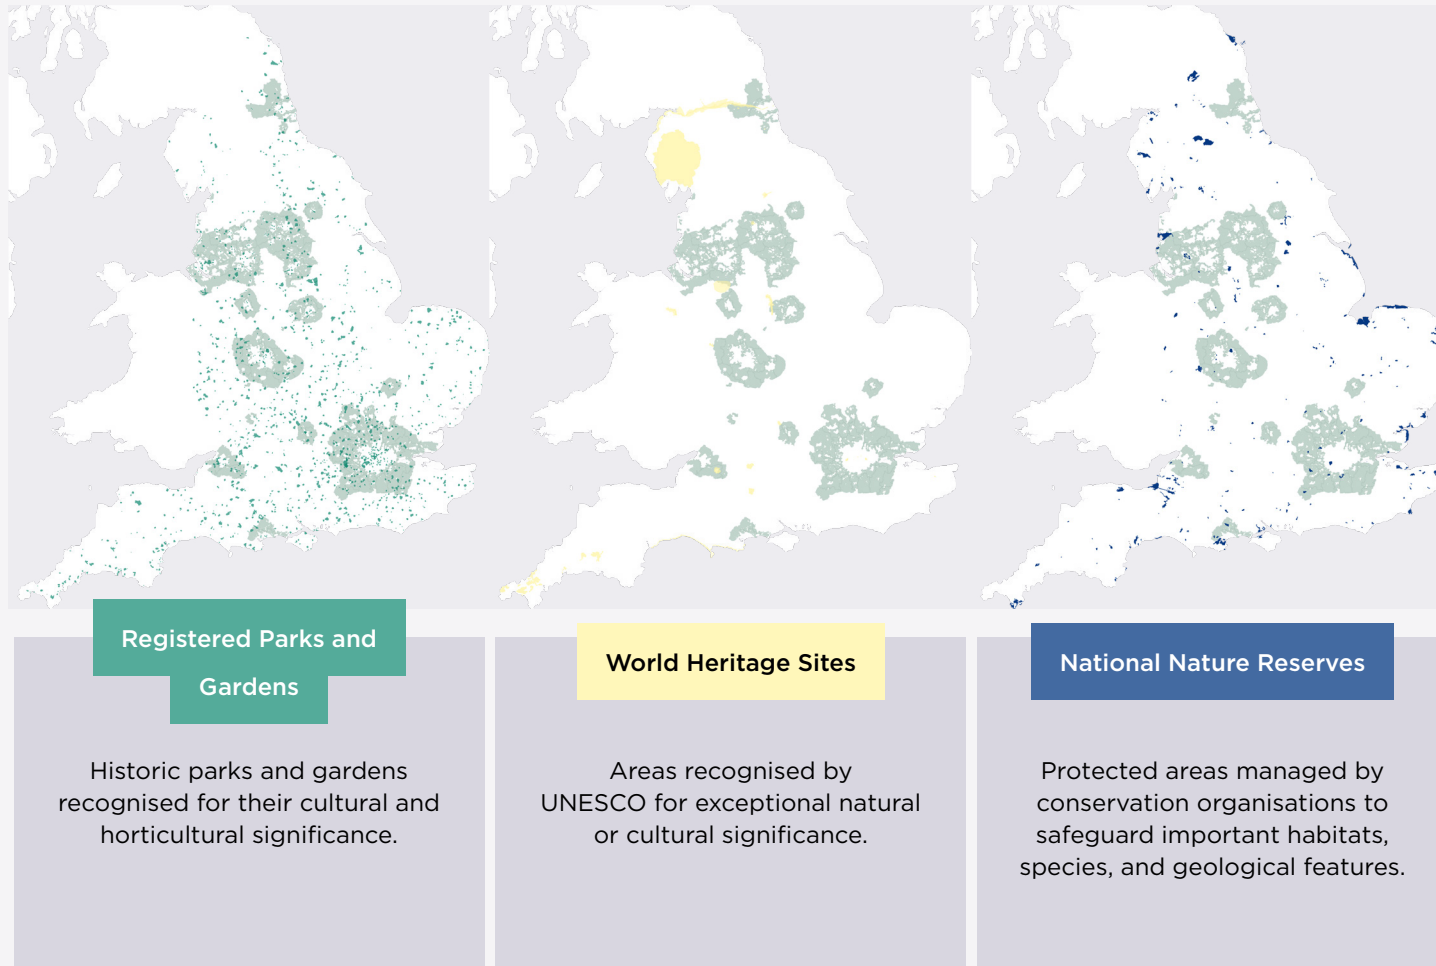 Registered Parks and
Gardens
Historic parks and gardens
recognised for their cultural and
horticultural significance.
World Heritage Sites
Areas recognised by
UNESCO for exceptional natural
or cultural significance.
National Nature Reserves
Protected areas managed by
conservation organisations to
safeguard important habitats,
species, and geological features.